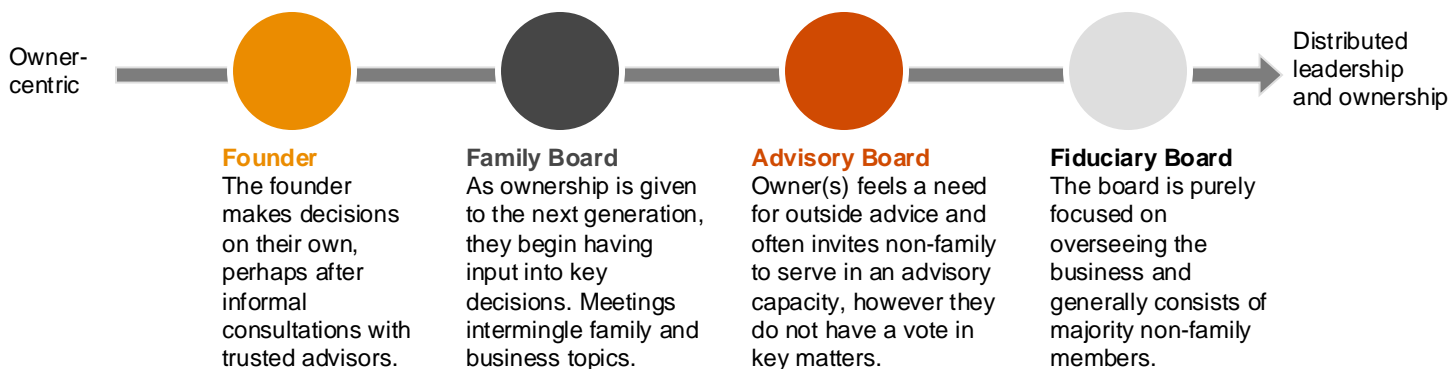 Owner-
centric
Distributed
leadership
and ownership
Founder
The founder
makes decisions
on their own,
perhaps after
informal
consultations with
trusted advisors.
Family Board
As ownership is given
to the next generation,
they begin having
input into key
decisions. Meetings
intermingle family and
business topics.
Advisory Board
Owner(s) feels a need
for outside advice and
often invites non-family
to serve in an advisory
capacity, however they
do not have a vote in
key matters.
Fiduciary Board
The board is purely
focused on
overseeing the
business and
generally consists of
majority non-family
members.